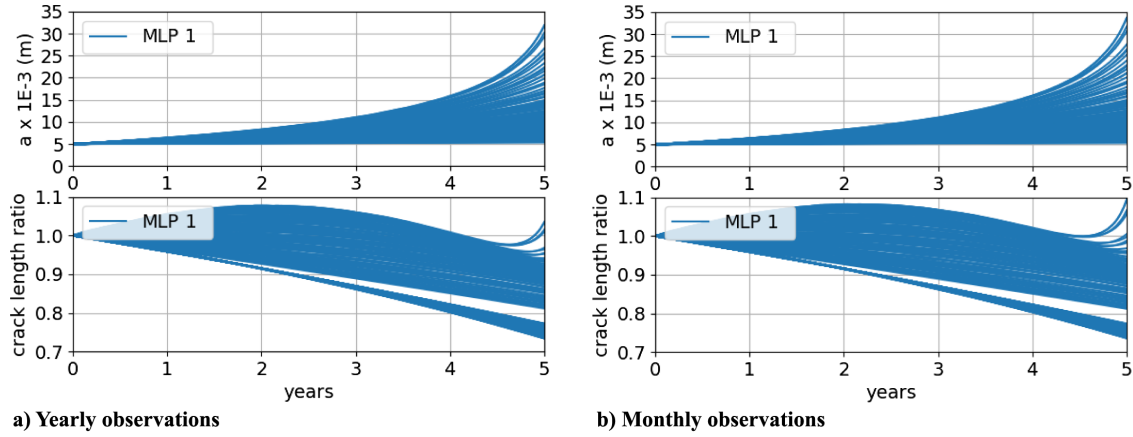 35
30
25
20
15
10
5
0
a x 1E-3 (m)
MLP 1
0 1 2 3 4 5
1.1
1.0
0.9
0.8
0.7
crack length ratio
MLP 1
0 1 2 3 4 5
years
a) Yearly observations
35
30
25
20
15
10
5
0
a x 1E-3 (m)
MLP 1
0 1 2 3 4 5
1.1
1.0
0.9
0.8
0.7
crack length ratio
MLP 1
0 1 2 3 4 5
years
b) Monthly observations